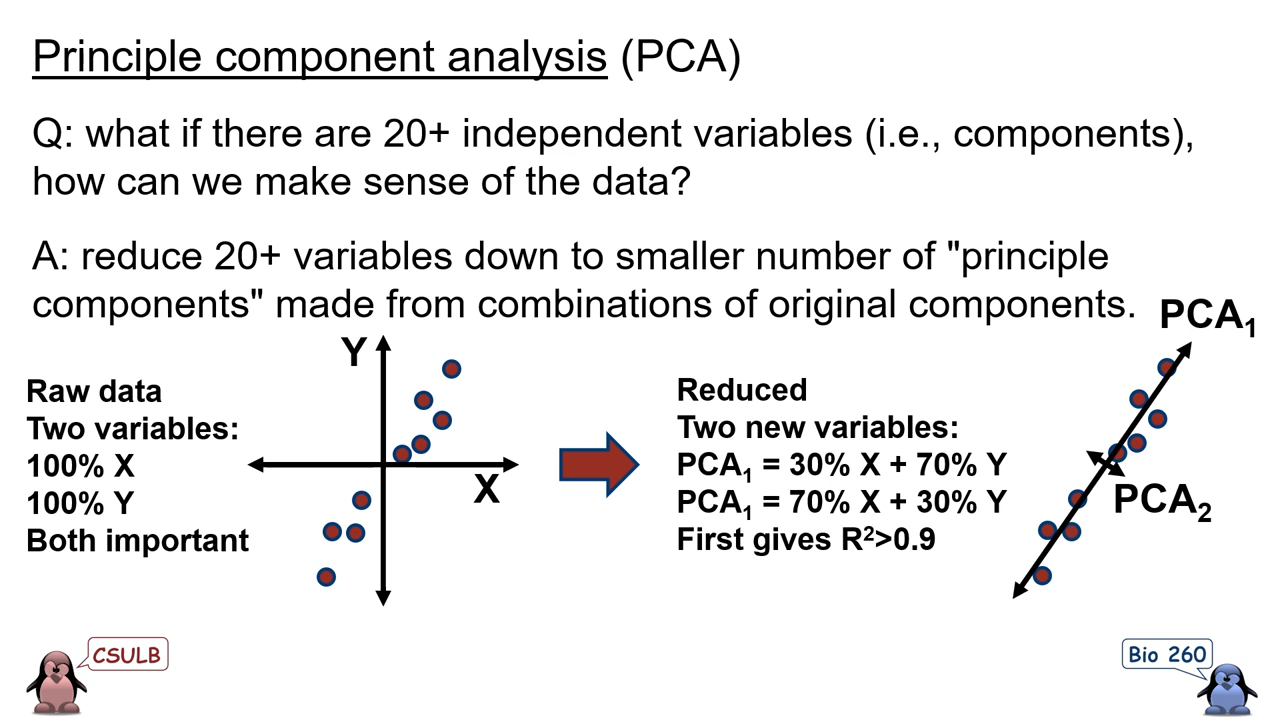 Principle component analysis (PCA)
Q: what if there are 20+ independent variables (i.e., components),
how can we make sense of the data?
A: reduce 20+ variables down to smaller number of "principle
components" made from combinations of original components.
Y
X
Raw data
Two variables:
100% X
100% Y
Both important
Reduced
Two new variables:
PCA₁ = 30% X + 70% Y
PCA₁ = 70% X + 30% Y
First gives R²>0.9
PCA₁
PCA₂
CSULB
Bio 260